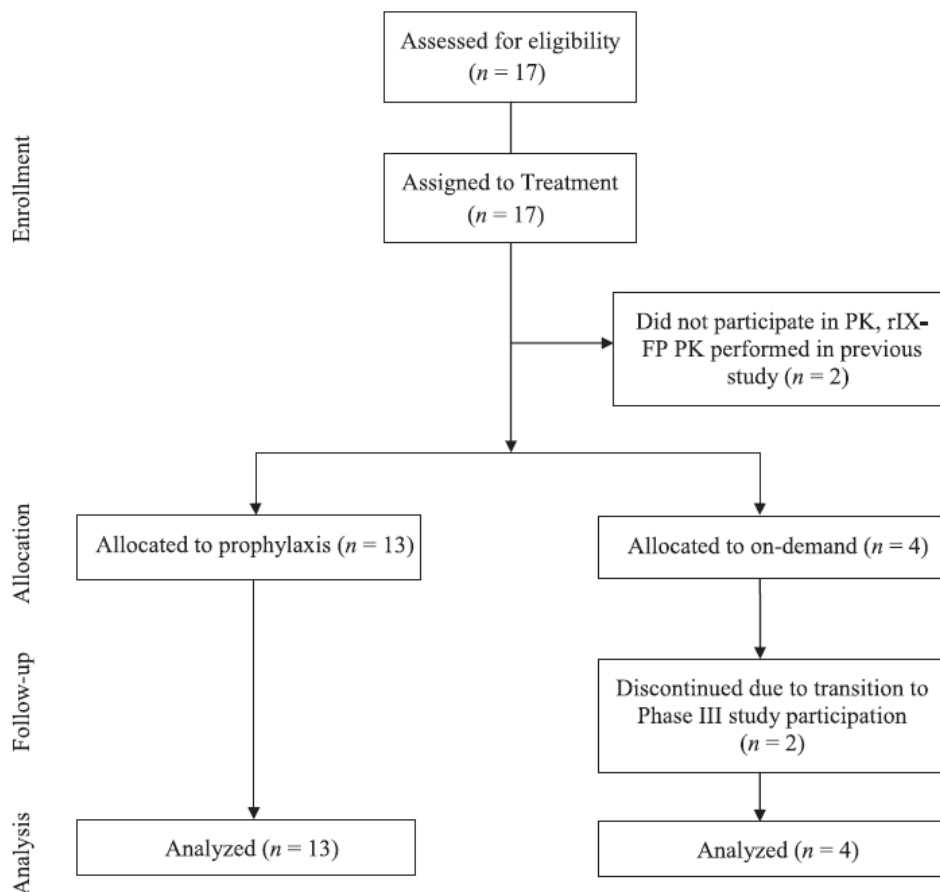 Assessed for eligibility
(n = 17)
Enrollment
Assigned to Treatment
(n = 17)
Did not participate in PK, rIX-
FP PK performed in previous
study (n = 2)
Allocation
Allocated to prophylaxis (n = 13)
Allocated to on-demand (n = 4)
Follow-up
Discontinued due to transition to
Phase III study participation
(n = 2)
Analysis
Analyzed (n = 13)
Analyzed (n = 4)